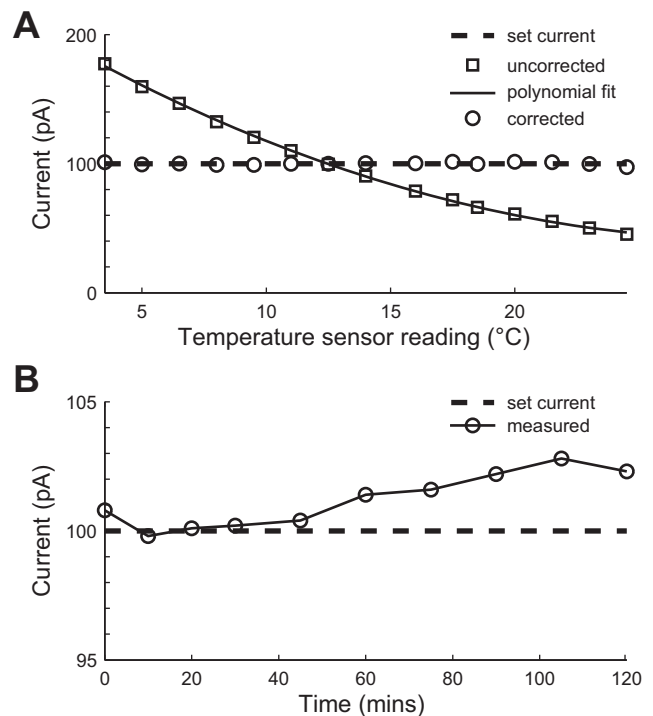 A
200
100
0
Current (pA)
set current
uncorrected
polynomial fit
corrected
5
10
15
20
Temperature sensor reading (°C)
B
105
100
95
Current (pA)
set current
measured
0
20
40
60
80
100
120
Time (mins)